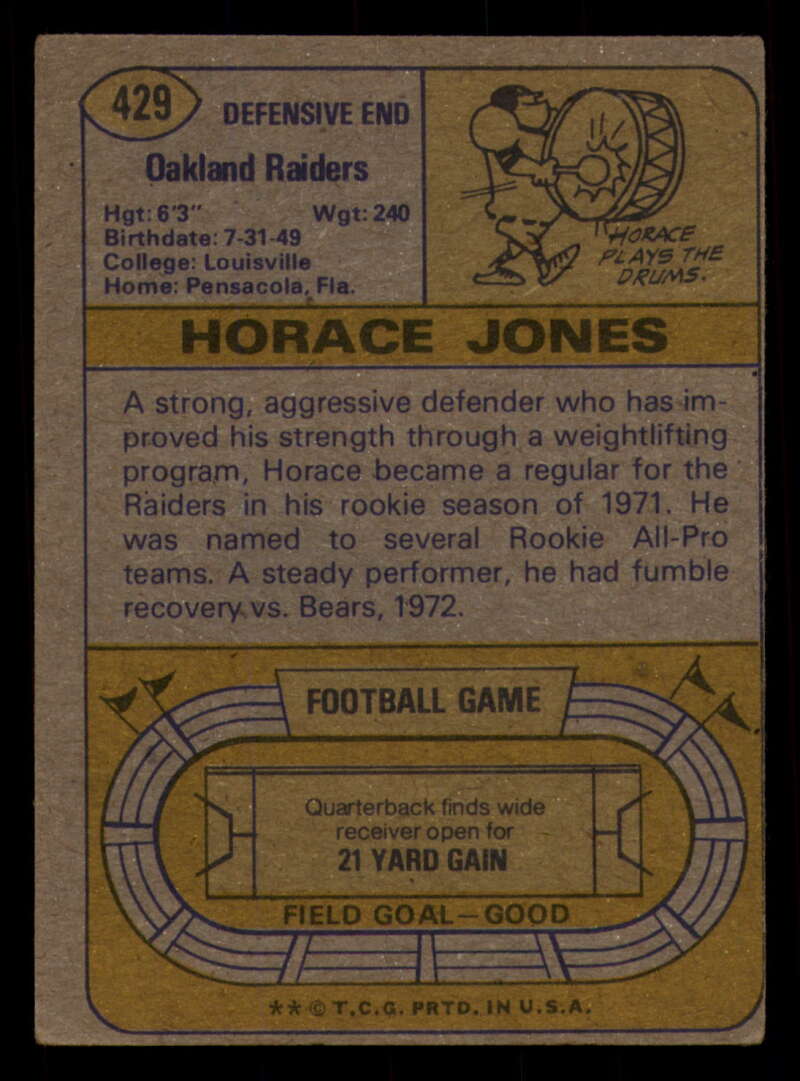 429
DEFENSIVE END
Oakland Raiders
Hgt: 6'3" Wgt: 240
Birthdate: 7-31-49
College: Louisville
Home: Pensacola, Fla.
HORACE
PLAYS THE
DRUMS.
HORACE JONES
A strong, aggressive defender who has im-
proved his strength through a weightlifting
program, Horace became a regular for the
Raiders in his rookie season of 1971. He
was named to several Rookie All-Pro
teams. A steady performer, he had fumble
recovery vs. Bears, 1972.
FOOTBALL GAME
Quarterback finds wide
receiver open for
21 YARD GAIN
FIELD GOAL—GOOD
** © T.C.G. PRTD. IN U.S.A.